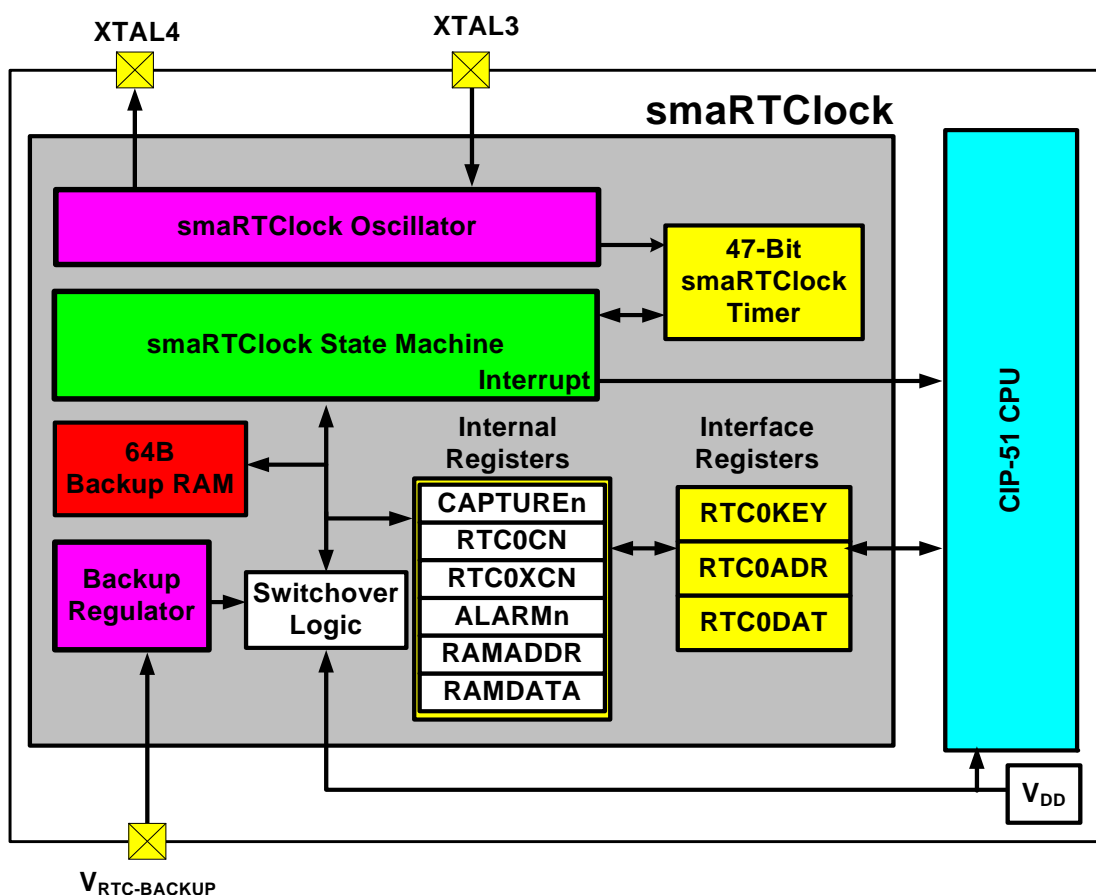 XTAL4
XTAL3
smaRTClock
smaRTClock Oscillator
47-Bit
smaRTClock
Timer
smaRTClock State Machine
Interrupt
CIP-51 CPU
64B
Backup RAM
Internal
Registers
Interface
Registers
CAPTUREn
RTC0CN
RTC0XCN
ALARMn
RAMADDR
RAMDATA
RTC0KEY
RTC0ADR
RTC0DAT
Backup
Regulator
Switchover
Logic
VDD
VRTC-BACKUP